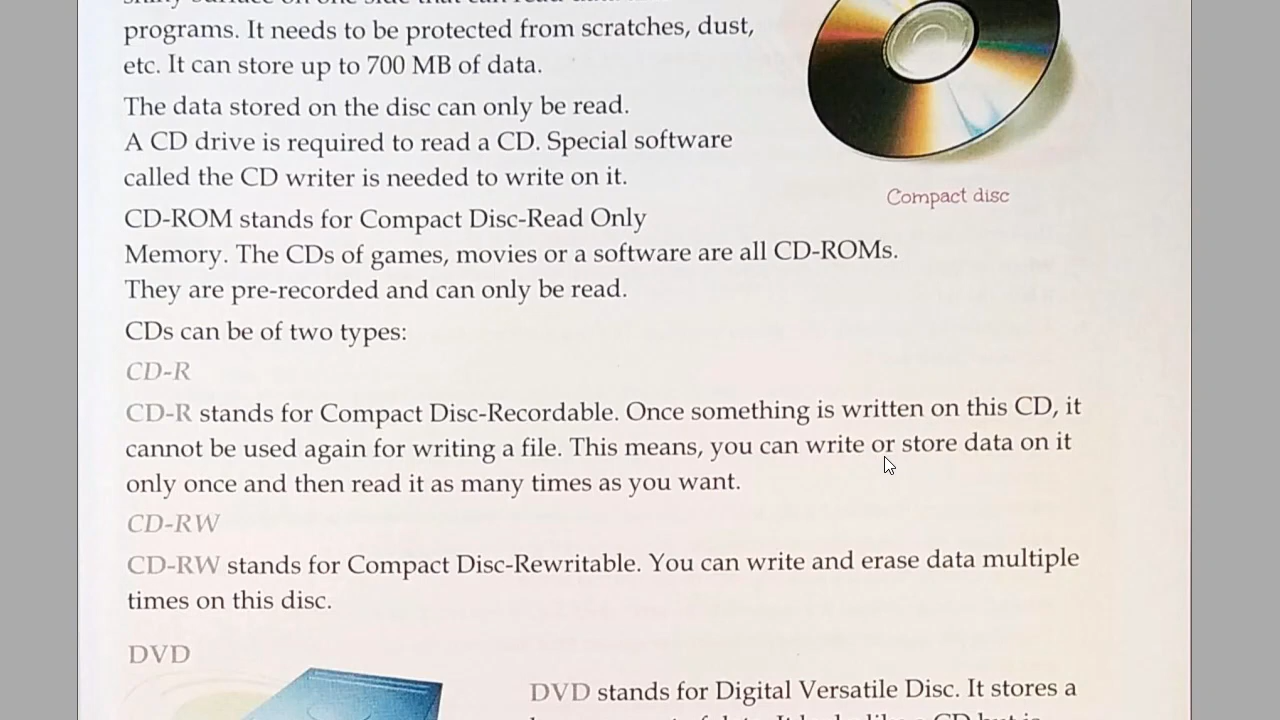 programs. It needs to be protected from scratches, dust,
etc. It can store up to 700 MB of data.
The data stored on the disc can only be read.
A CD drive is required to read a CD. Special software
called the CD writer is needed to write on it.
Compact disc
CD-ROM stands for Compact Disc-Read Only
Memory. The CDs of games, movies or a software are all CD-ROMs.
They are pre-recorded and can only be read.
CDs can be of two types:
CD-R
CD-R stands for Compact Disc-Recordable. Once something is written on this CD, it
cannot be used again for writing a file. This means, you can write or store data on it
only once and then read it as many times as you want.
CD-RW
CD-RW stands for Compact Disc-Rewritable. You can write and erase data multiple
times on this disc.
DVD
DVD stands for Digital Versatile Disc. It stores a